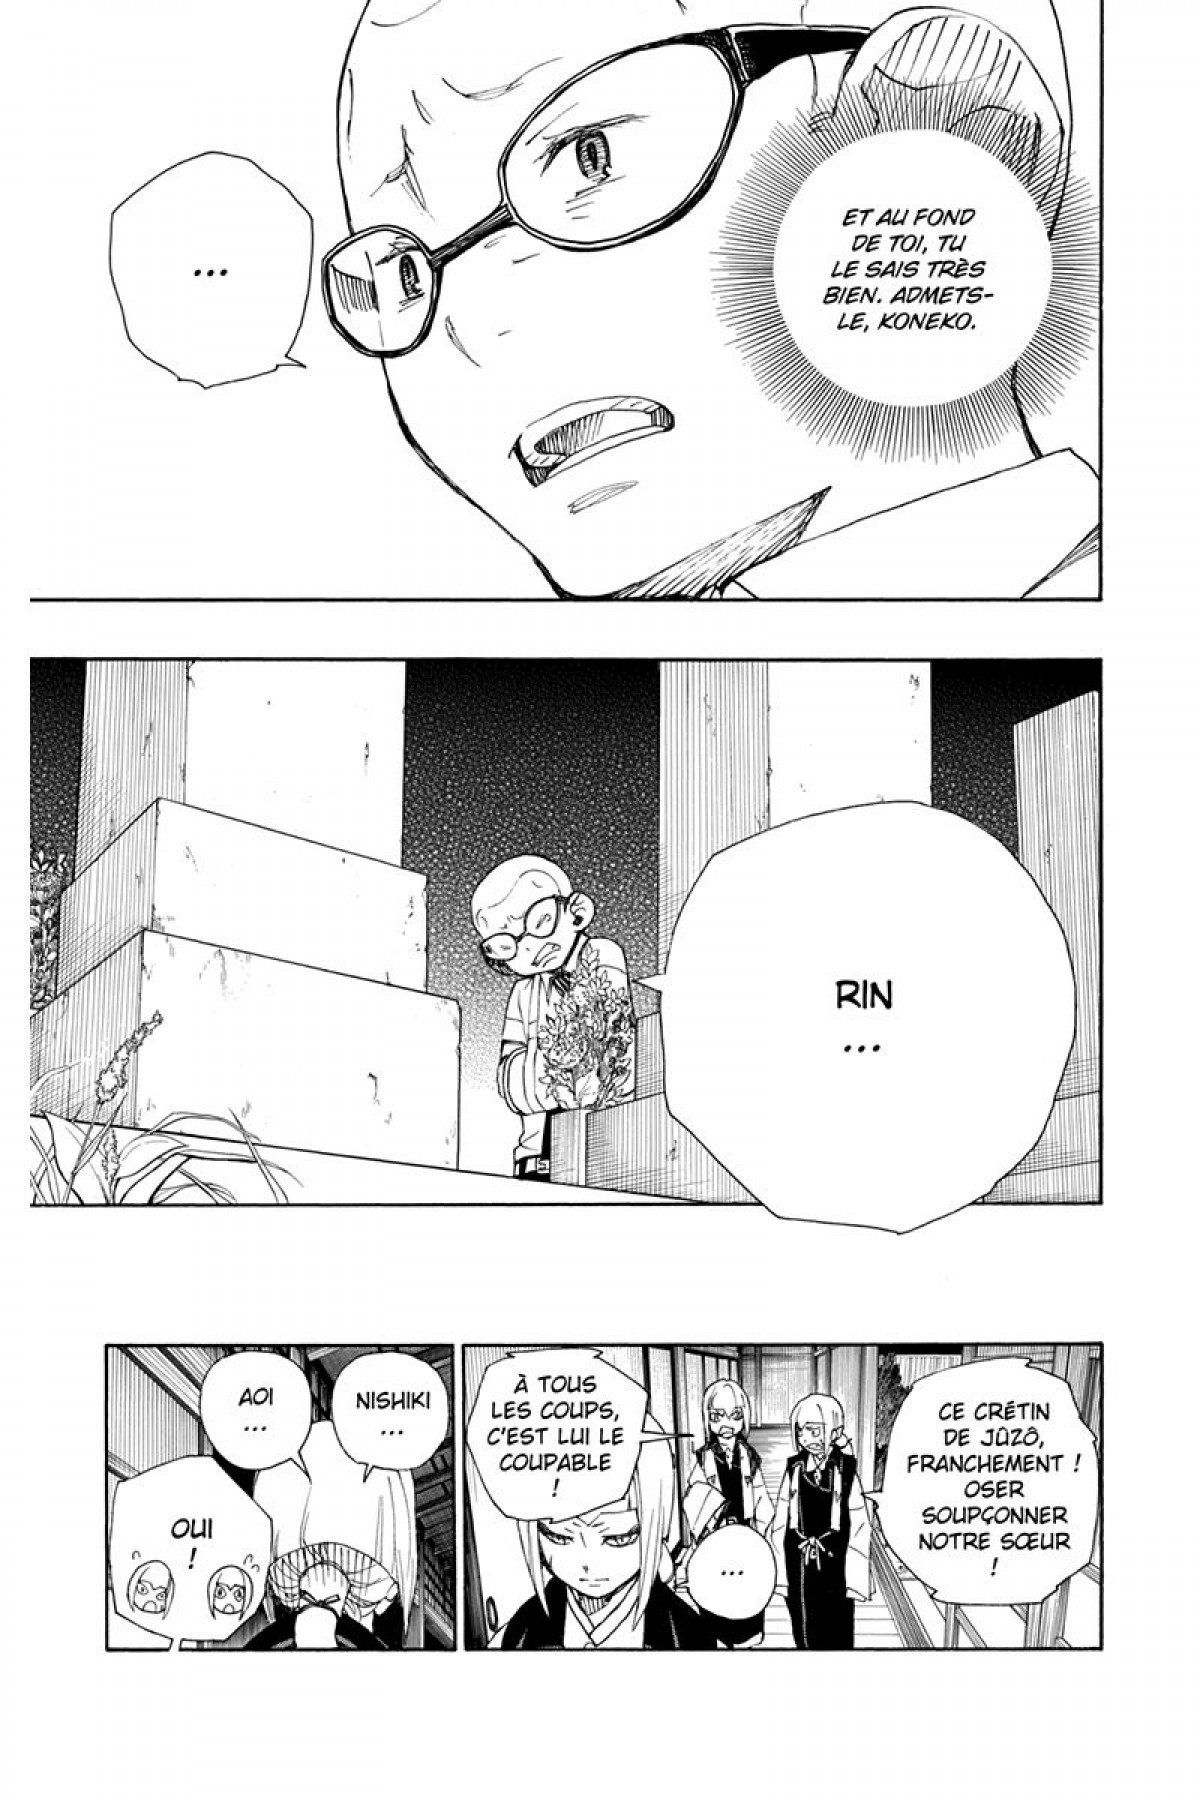 ET AU FOND
DE TOI, TU
LE SAIS TRÈS
BIEN. ADMETS-
LE, KONEKO.
...
RIN
...
CE CRÉTIN
DE JÛZÔ,
FRANCHEMENT !
OSER
SOUPÇONNER
NOTRE SŒUR
!
À TOUS
LES COUPS,
C'EST LUI LE
COUPABLE
!
...
NISHIKI
...
AOI
...
OUI
!